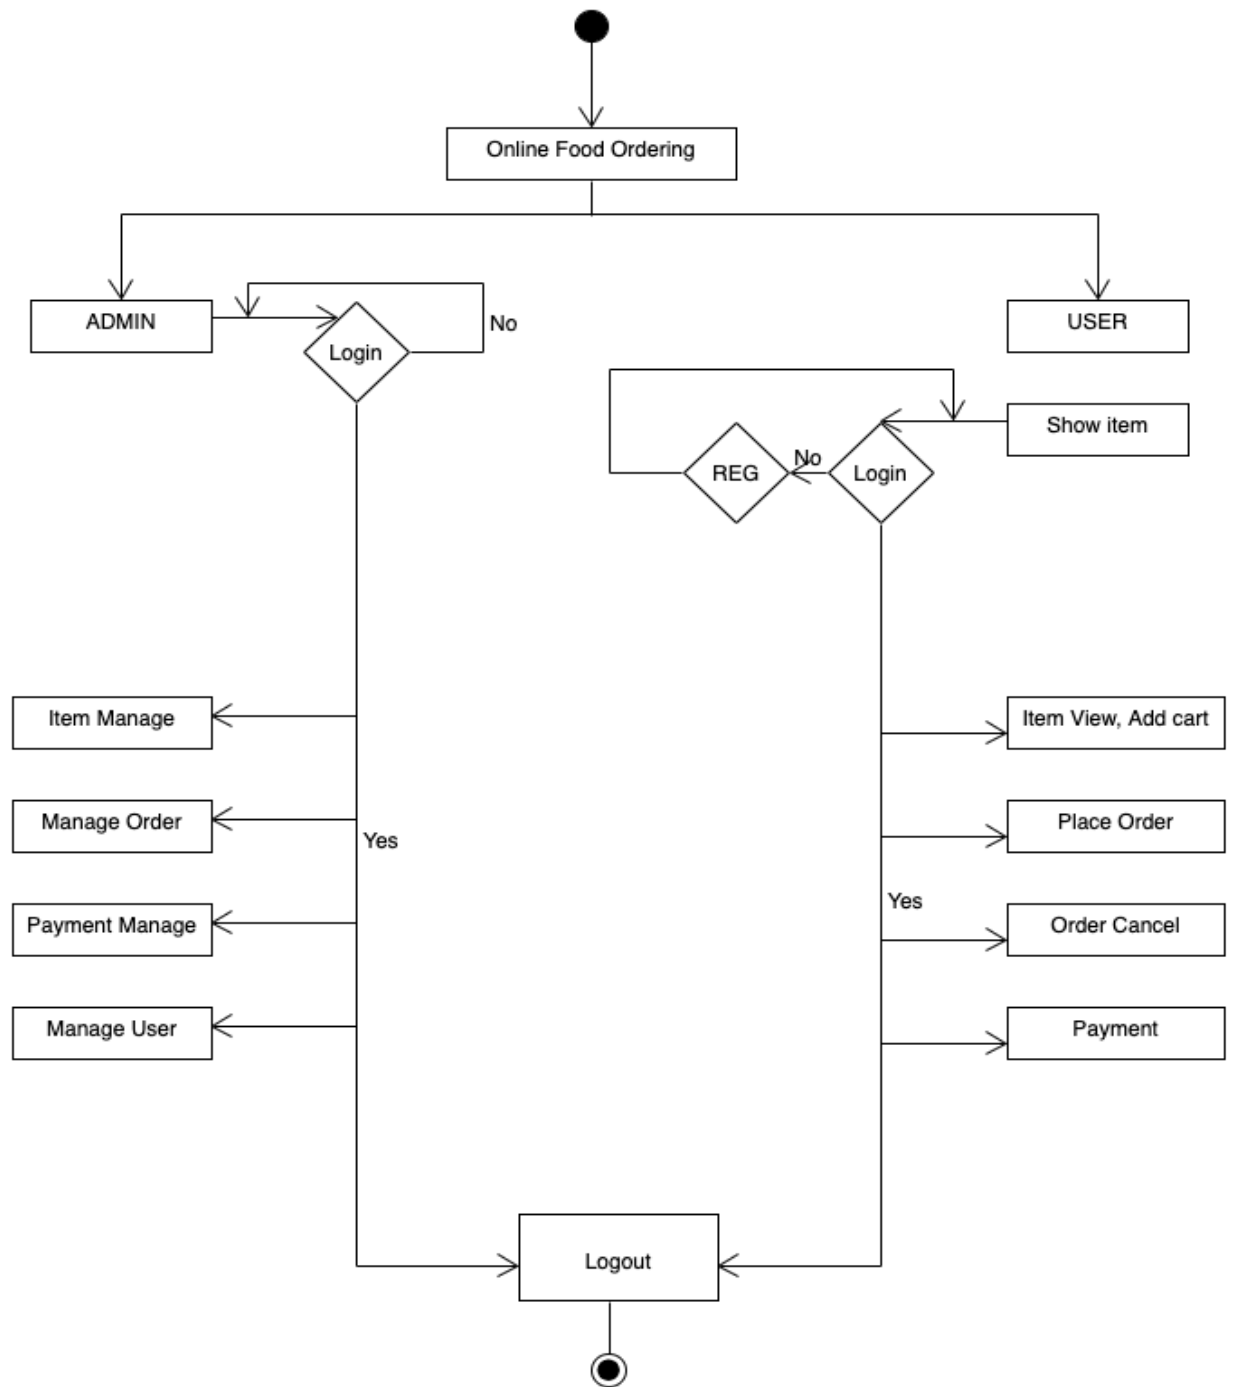 Online Food Ordering
ADMIN
Login
No
USER
Show item
REG
No
Login
Item Manage
Manage Order
Payment Manage
Manage User
Yes
Item View, Add cart
Place Order
Yes
Order Cancel
Payment
Logout